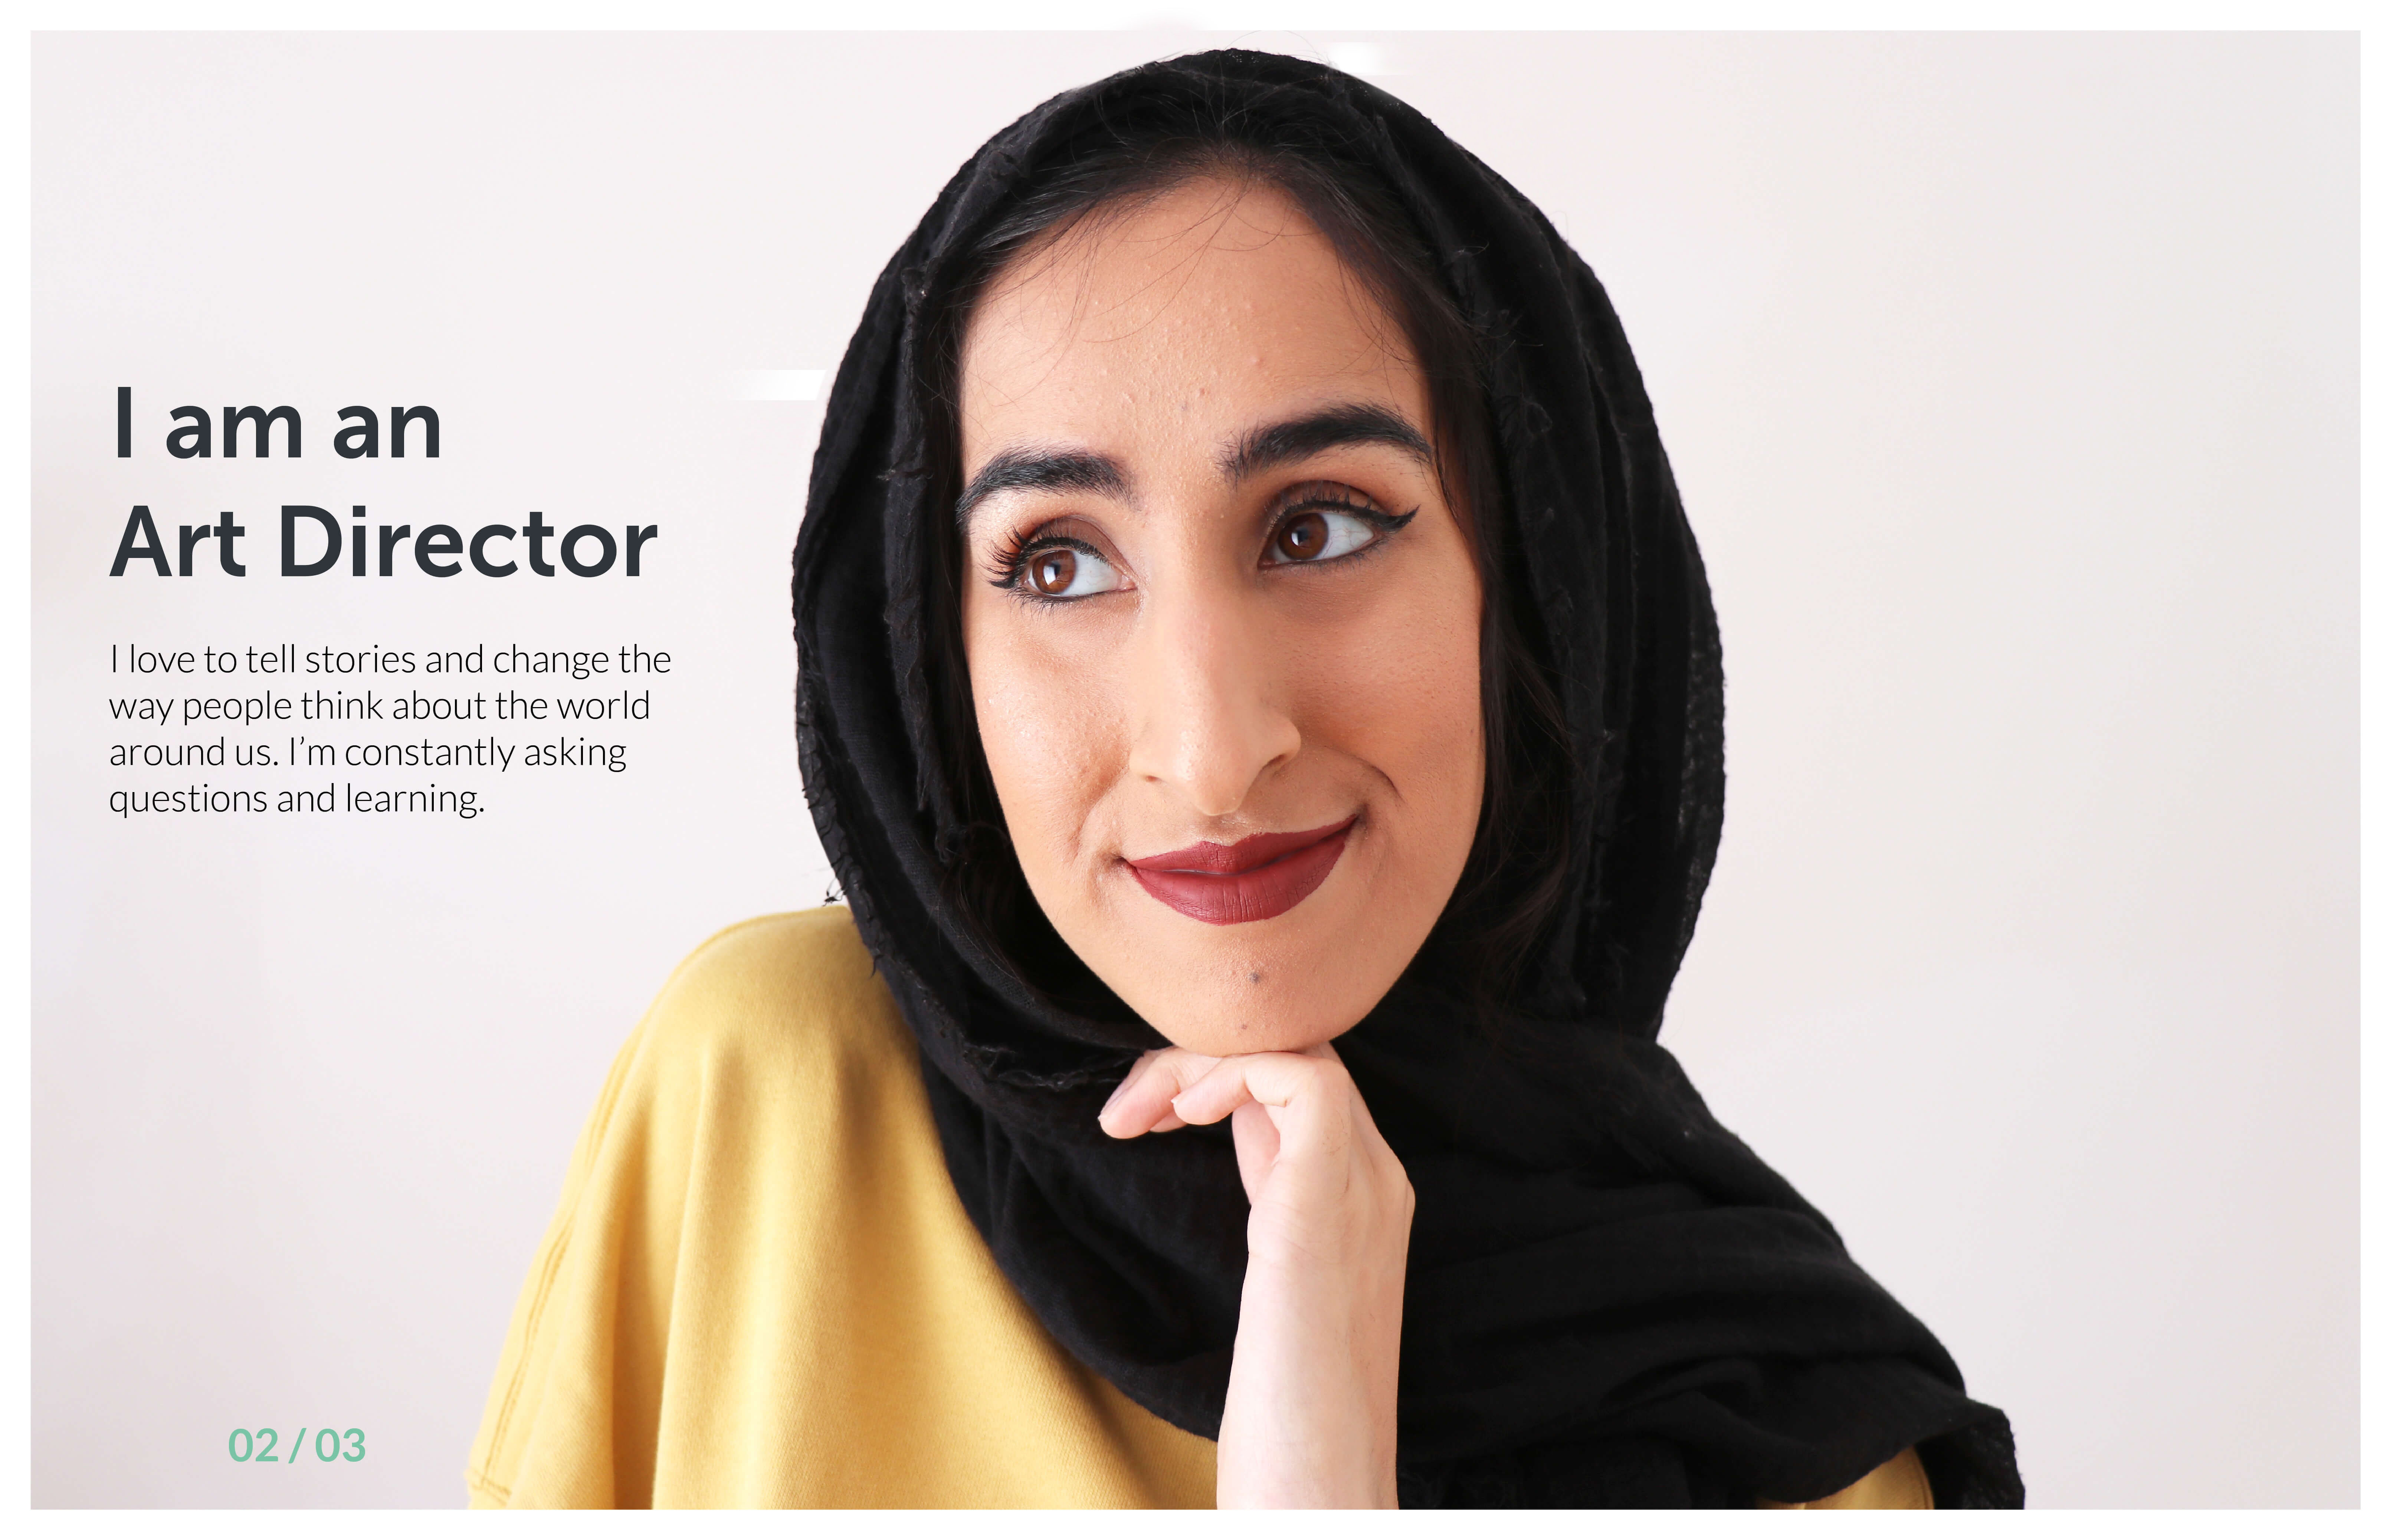 I am an
Art Director
I love to tell stories and change the
way people think about the world
around us. I’m constantly asking
questions and learning.
02 / 03